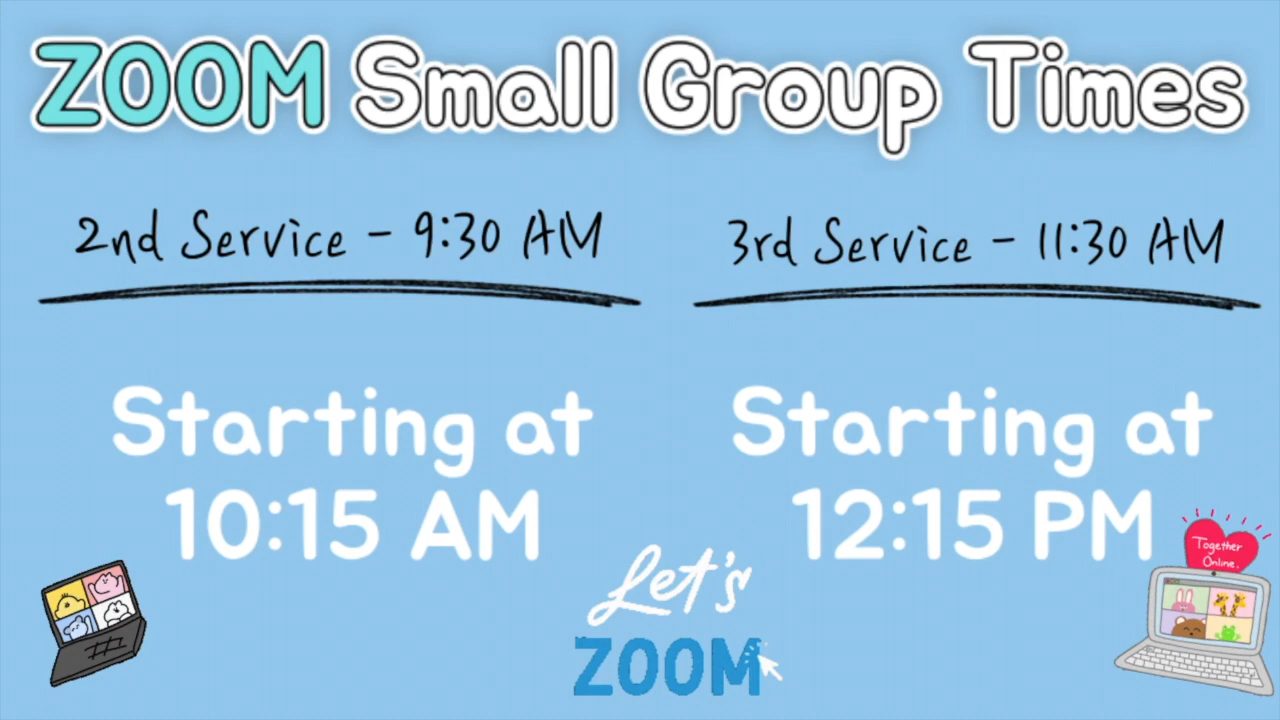 ZOOM Small Group Times
2nd Service - 9:30 AM
3rd Service - 11:30 AM
Starting at
10:15 AM
Starting at
12:15 PM
Together
Online.
Let's
ZOOM